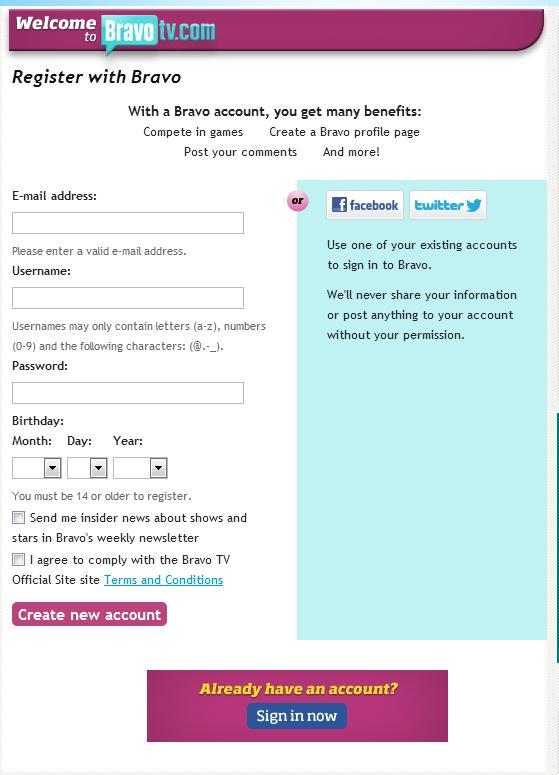 Welcome
to Bravotv.com
Register with Bravo
With a Bravo account, you get many benefits:
Compete in games Create a Bravo profile page
Post your comments And more!
E-mail address:
Please enter a valid e-mail address.
Username:
Usernames may only contain letters (a-z), numbers
(0-9) and the following characters: (@.-_).
Password:
Birthday:
Month: Day: Year:
You must be 14 or older to register.
Send me insider news about shows and
stars in Bravo's weekly newsletter
I agree to comply with the Bravo TV
Official Site site Terms and Conditions
Create new account
or
f facebook twitter
Use one of your existing accounts
to sign in to Bravo.
We'll never share your information
or post anything to your account
without your permission.
Already have an account?
Sign in now